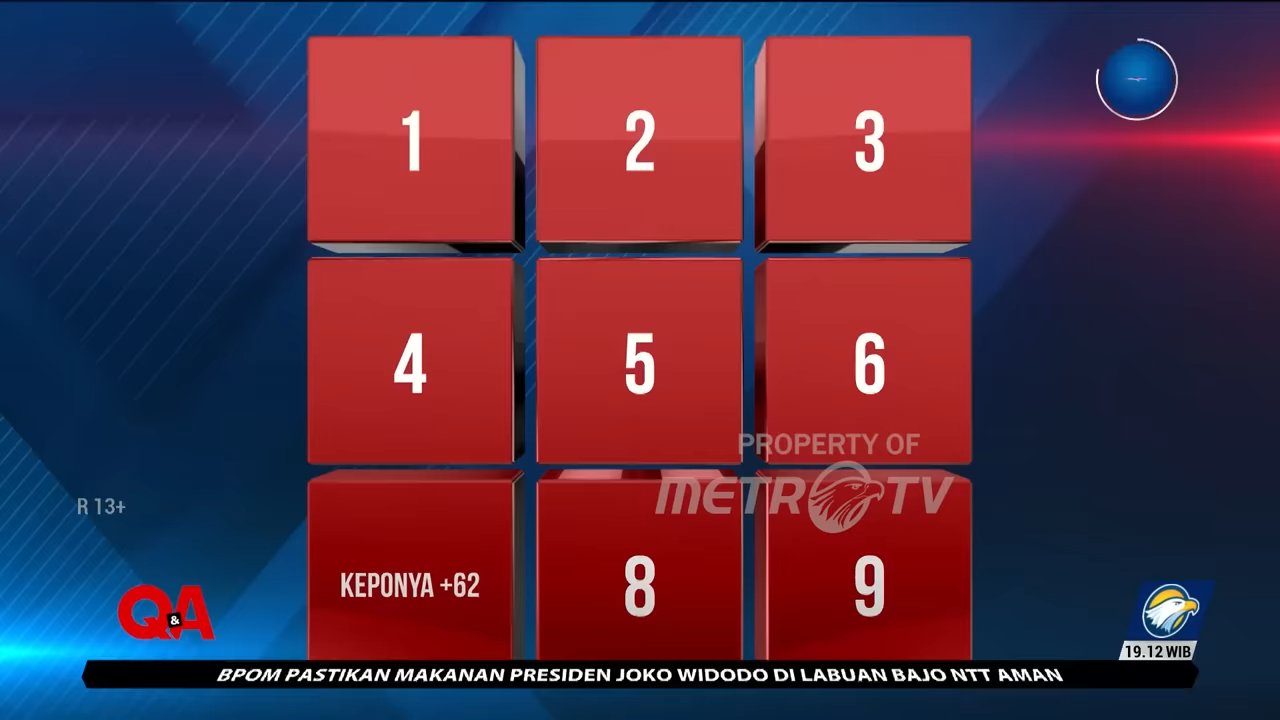 1
2
3
4
5
6
PROPERTY OF
METRO TV
KEPONYA +62
8
9
R 13+
Q&A
19.12 WIB
BPOM PASTIKAN MAKANAN PRESIDEN JOKO WIDODO DI LABUAN BAJO NTT AMAN